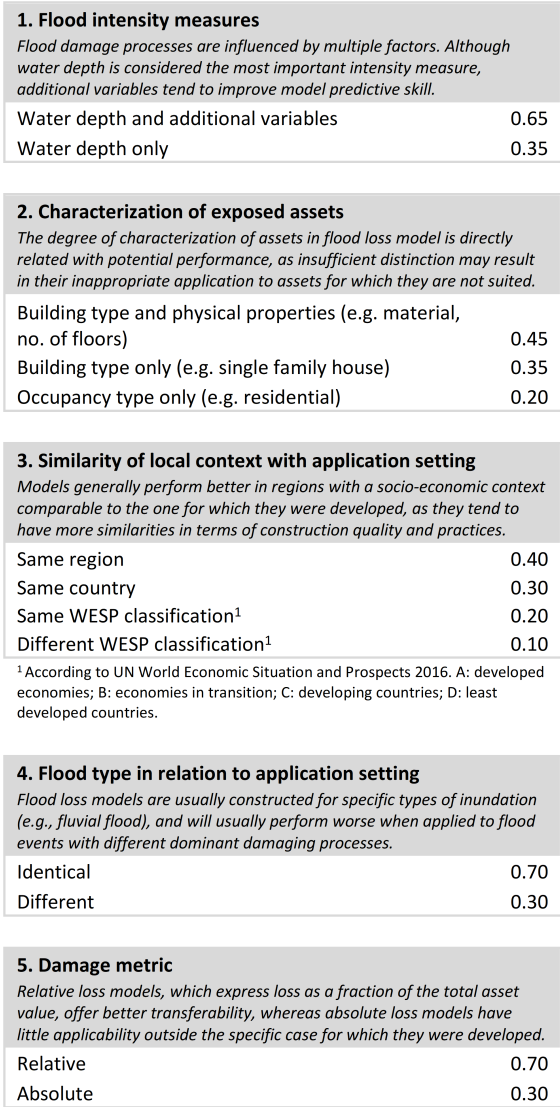 1. Flood intensity measures
Flood damage processes are influenced by multiple factors. Although
water depth is considered the most important intensity measure,
additional variables tend to improve model predictive skill.
Water depth and additional variables 0.65
Water depth only 0.35
2. Characterization of exposed assets
The degree of characterization of assets in flood loss model is directly
related with potential performance, as insufficient distinction may result
in their inappropriate application to assets for which they are not suited.
Building type and physical properties (e.g. material,
no. of floors) 0.45
Building type only (e.g. single family house) 0.35
Occupancy type only (e.g. residential) 0.20
3. Similarity of local context with application setting
Models generally perform better in regions with a socio-economic context
comparable to the one for which they were developed, as they tend to
have more similarities in terms of construction quality and practices.
Same region 0.40
Same country 0.30
Same WESP classification¹ 0.20
Different WESP classification¹ 0.10
¹ According to UN World Economic Situation and Prospects 2016. A: developed
economies; B: economies in transition; C: developing countries; D: least
developed countries.
4. Flood type in relation to application setting
Flood loss models are usually constructed for specific types of inundation
(e.g., fluvial flood), and will usually perform worse when applied to flood
events with different dominant damaging processes.
Identical 0.70
Different 0.30
5. Damage metric
Relative loss models, which express loss as a fraction of the total asset
value, offer better transferability, whereas absolute loss models have
little applicability outside the specific case for which they were developed.
Relative 0.70
Absolute 0.30